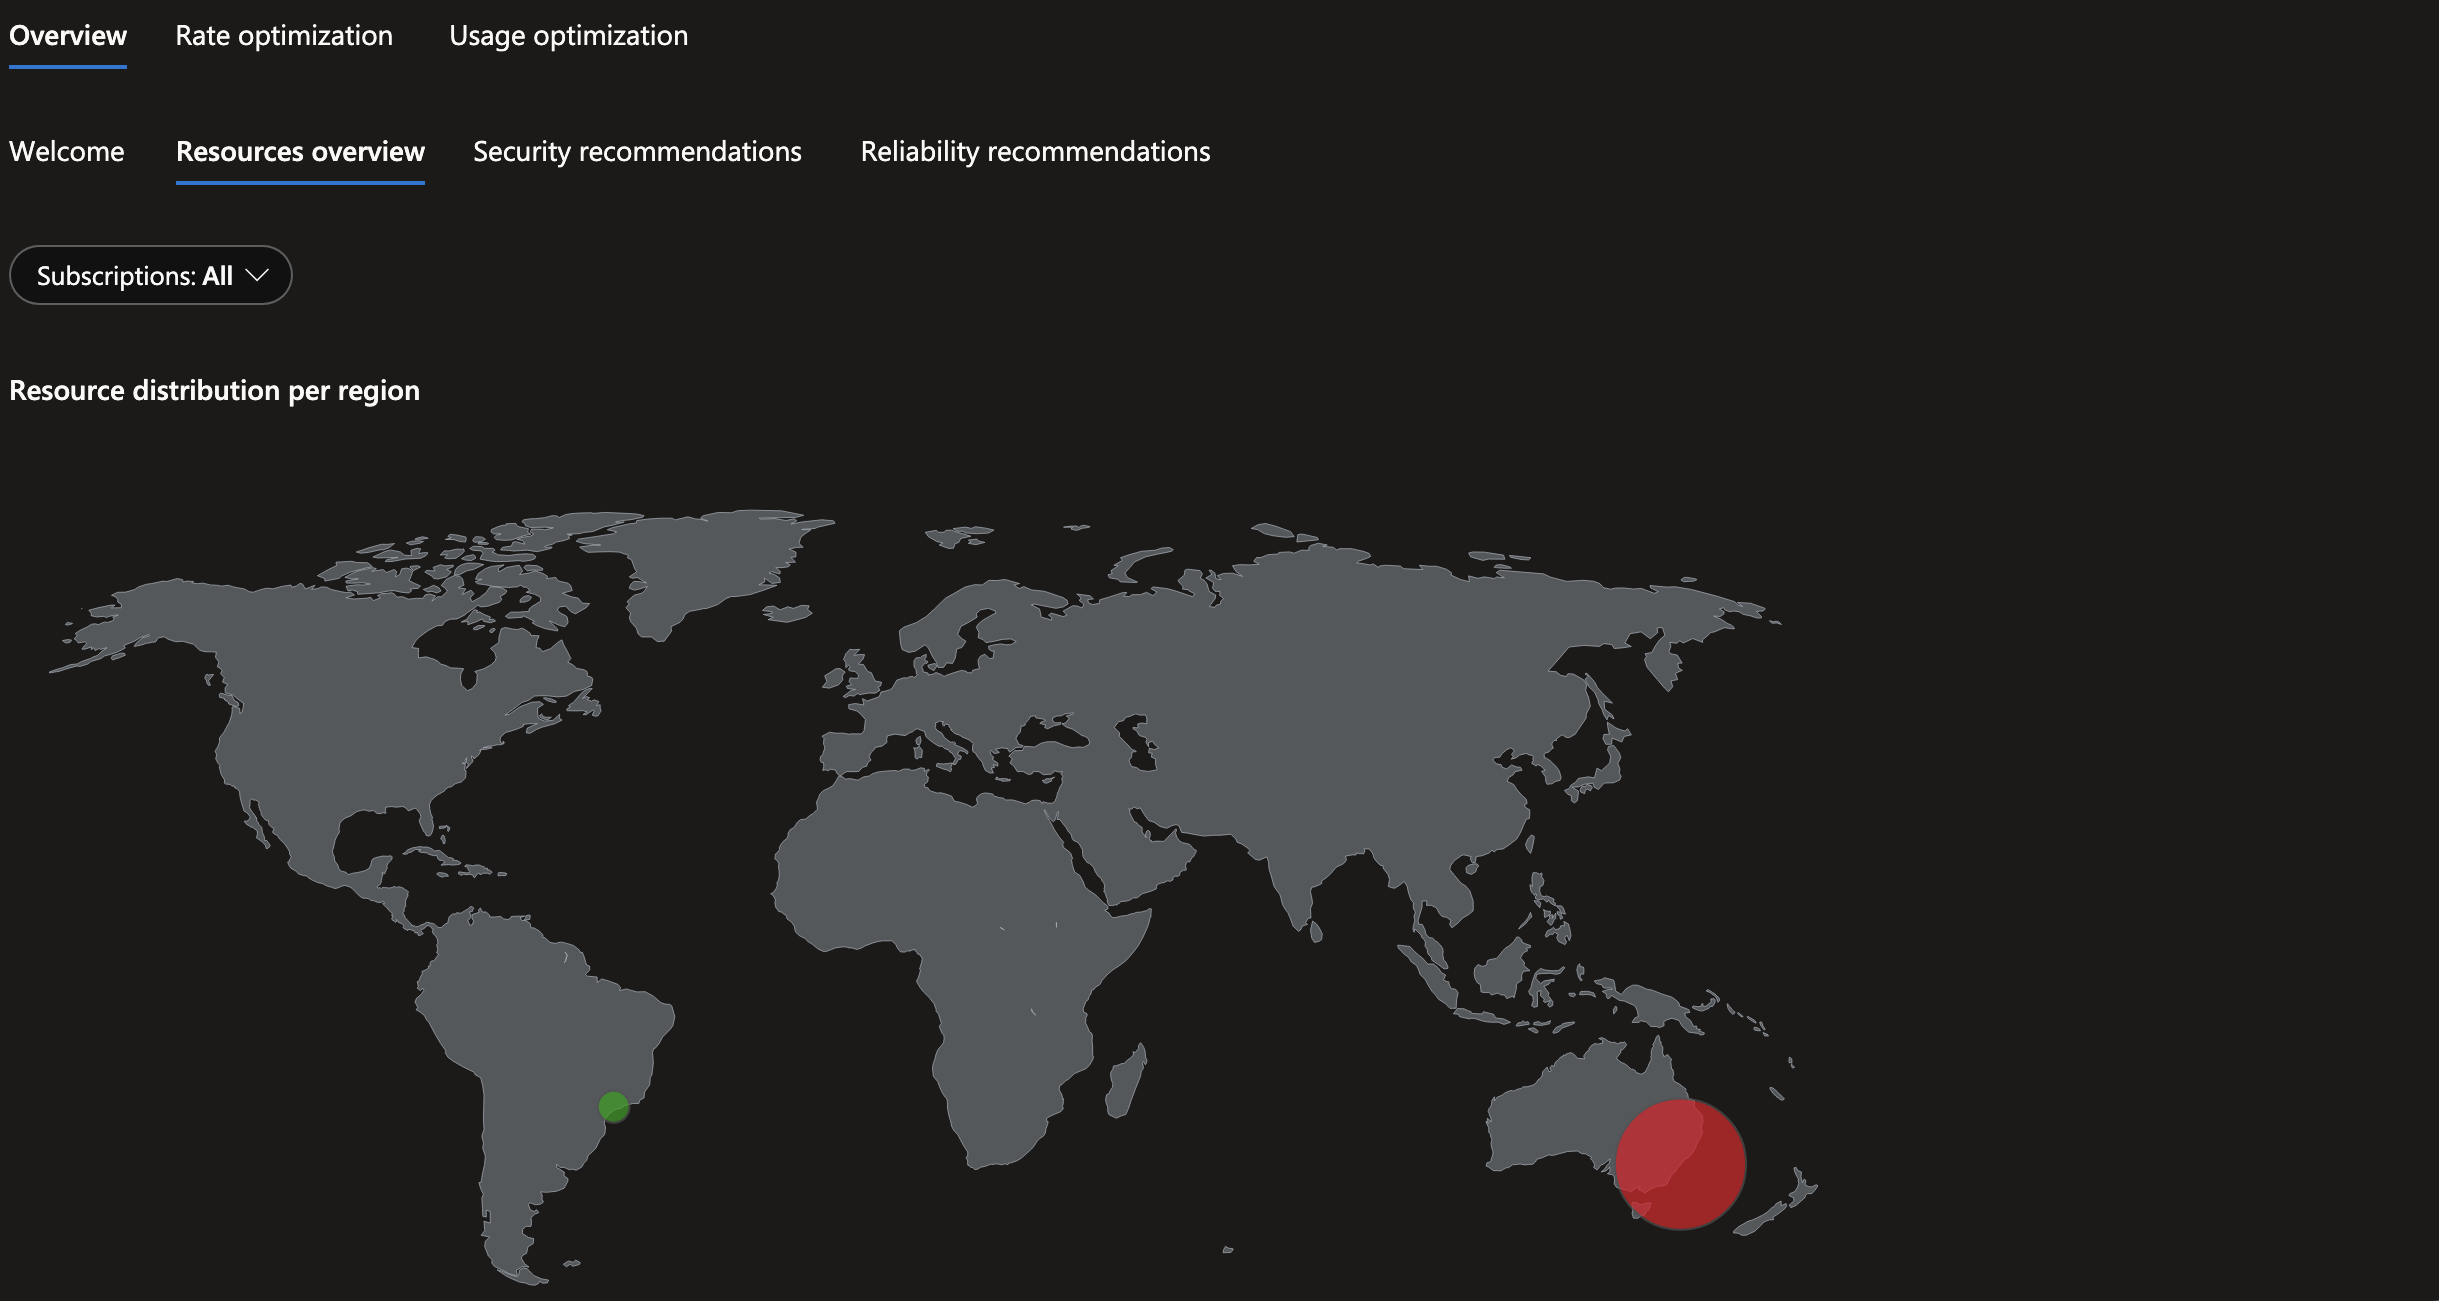 Overview Rate optimization Usage optimization
Welcome Resources overview Security recommendations Reliability recommendations
Subscriptions: All
Resource distribution per region